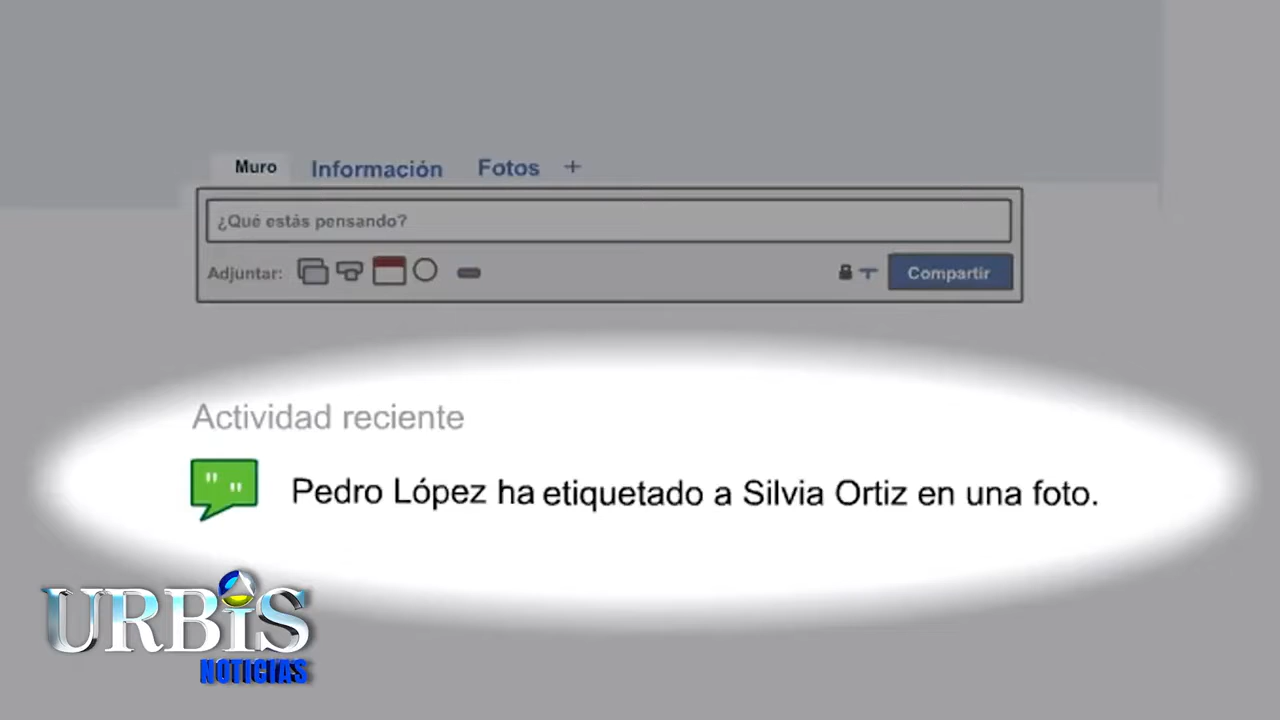 Muro Información Fotos +
¿Qué estás pensando?
Adjuntar: Compartir
Actividad reciente
Pedro López ha etiquetado a Silvia Ortiz en una foto.
URBiS
NOTICIAS